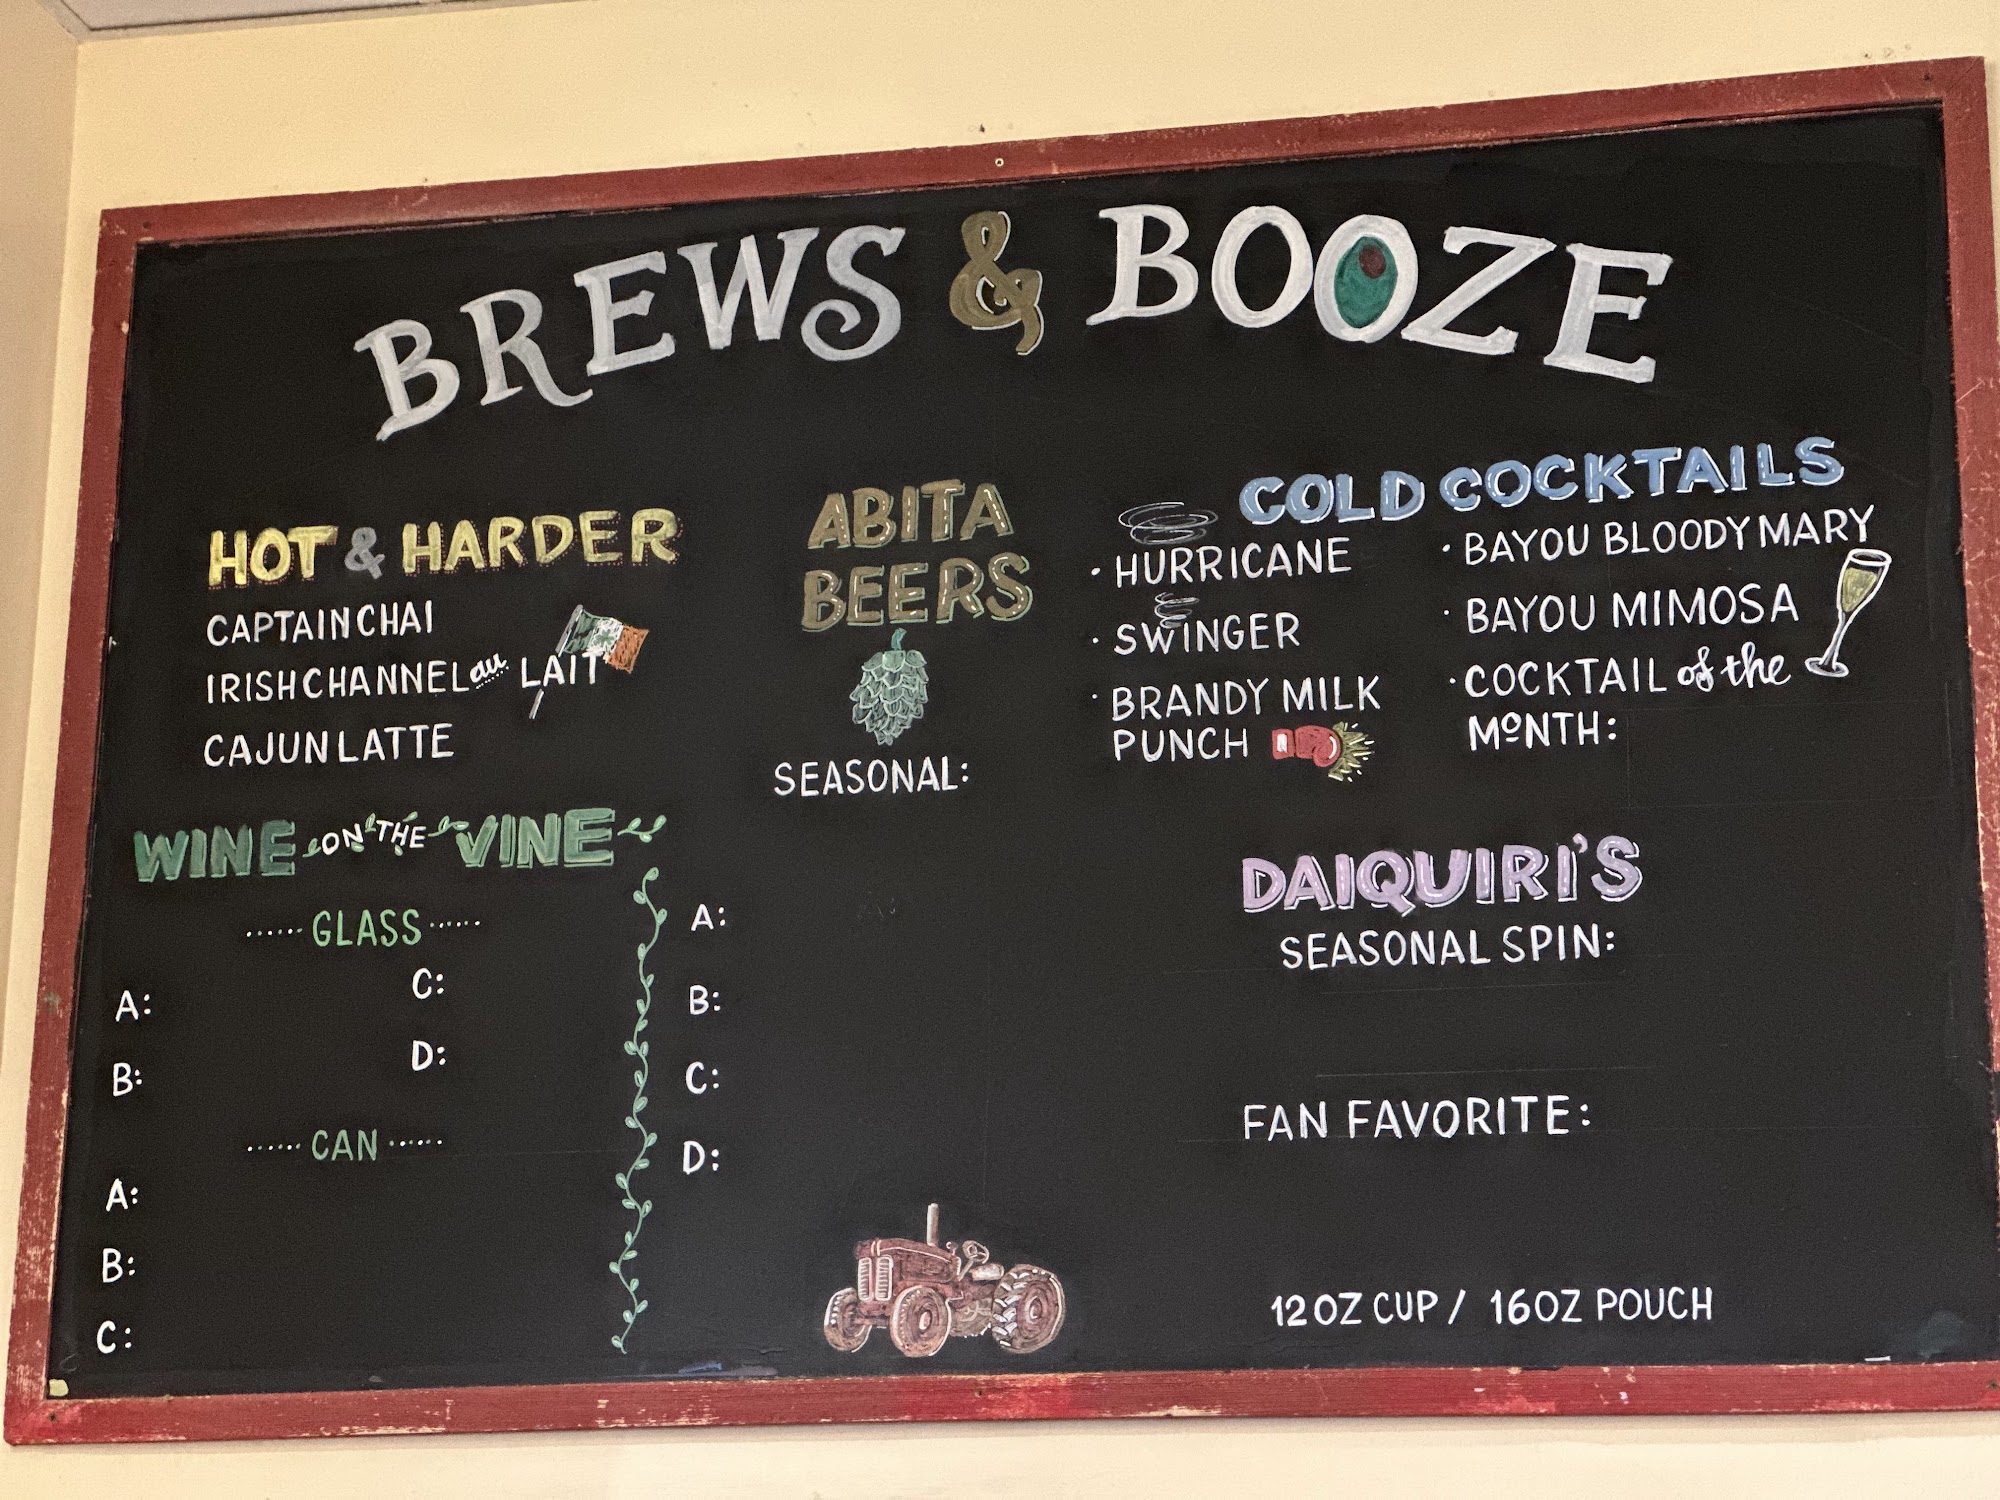 BREWS & BOOZE
HOT & HARDER
CAPTAIN CHAI
IRISH CHANNEL au LAIT
CAJUN LATTE
WINE ON THE VINE
GLASS
A:
B:
C:
D:
CAN
A:
B:
C:
ABITA
BEERS
SEASONAL:
A:
B:
C:
D:
COLD COCKTAILS
· HURRICANE
· SWINGER
· BRANDY MILK
PUNCH
· BAYOU BLOODY MARY
· BAYOU MIMOSA
· COCKTAIL of the
MONTH:
DAIQUIRI'S
SEASONAL SPIN:
FAN FAVORITE:
12OZ CUP / 16OZ POUCH